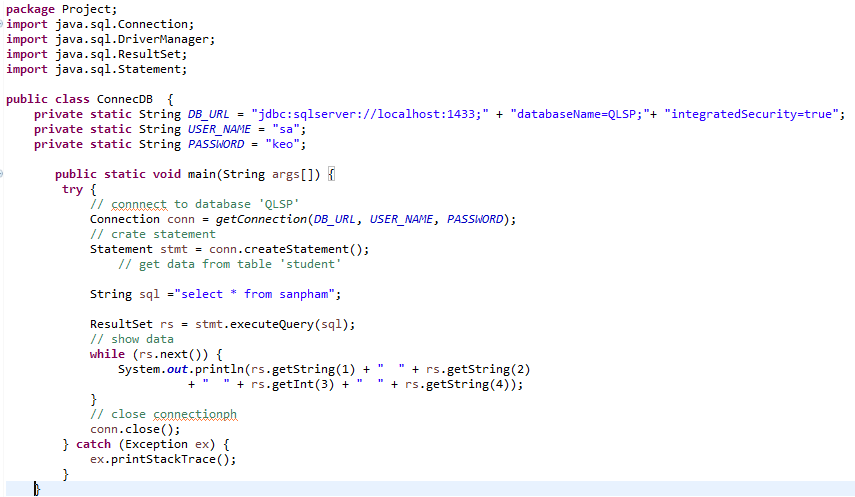 package Project;
import java.sql.Connection;
import java.sql.DriverManager;
import java.sql.ResultSet;
import java.sql.Statement;
public class ConnecDB  {
private static String DB_URL = "jdbc:sqlserver://localhost:1433;" + "databaseName=QLSP;"+ "integratedSecurity=true";
private static String USER_NAME = "sa";
private static String PASSWORD = "keo";
public static void main(String args[]) {
try {
// connnect to database 'QLSP'
Connection conn = getConnection(DB_URL, USER_NAME, PASSWORD);
// crate statement
Statement stmt = conn.createStatement();
// get data from table 'student'
String sql ="select * from sanpham";
ResultSet rs = stmt.executeQuery(sql);
// show data
while (rs.next()) {
System.out.println(rs.getString(1) + "  " + rs.getString(2)
+ "  " + rs.getInt(3) + "  " + rs.getString(4));
}
// close connectionph
conn.close();
} catch (Exception ex) {
ex.printStackTrace();
}
}